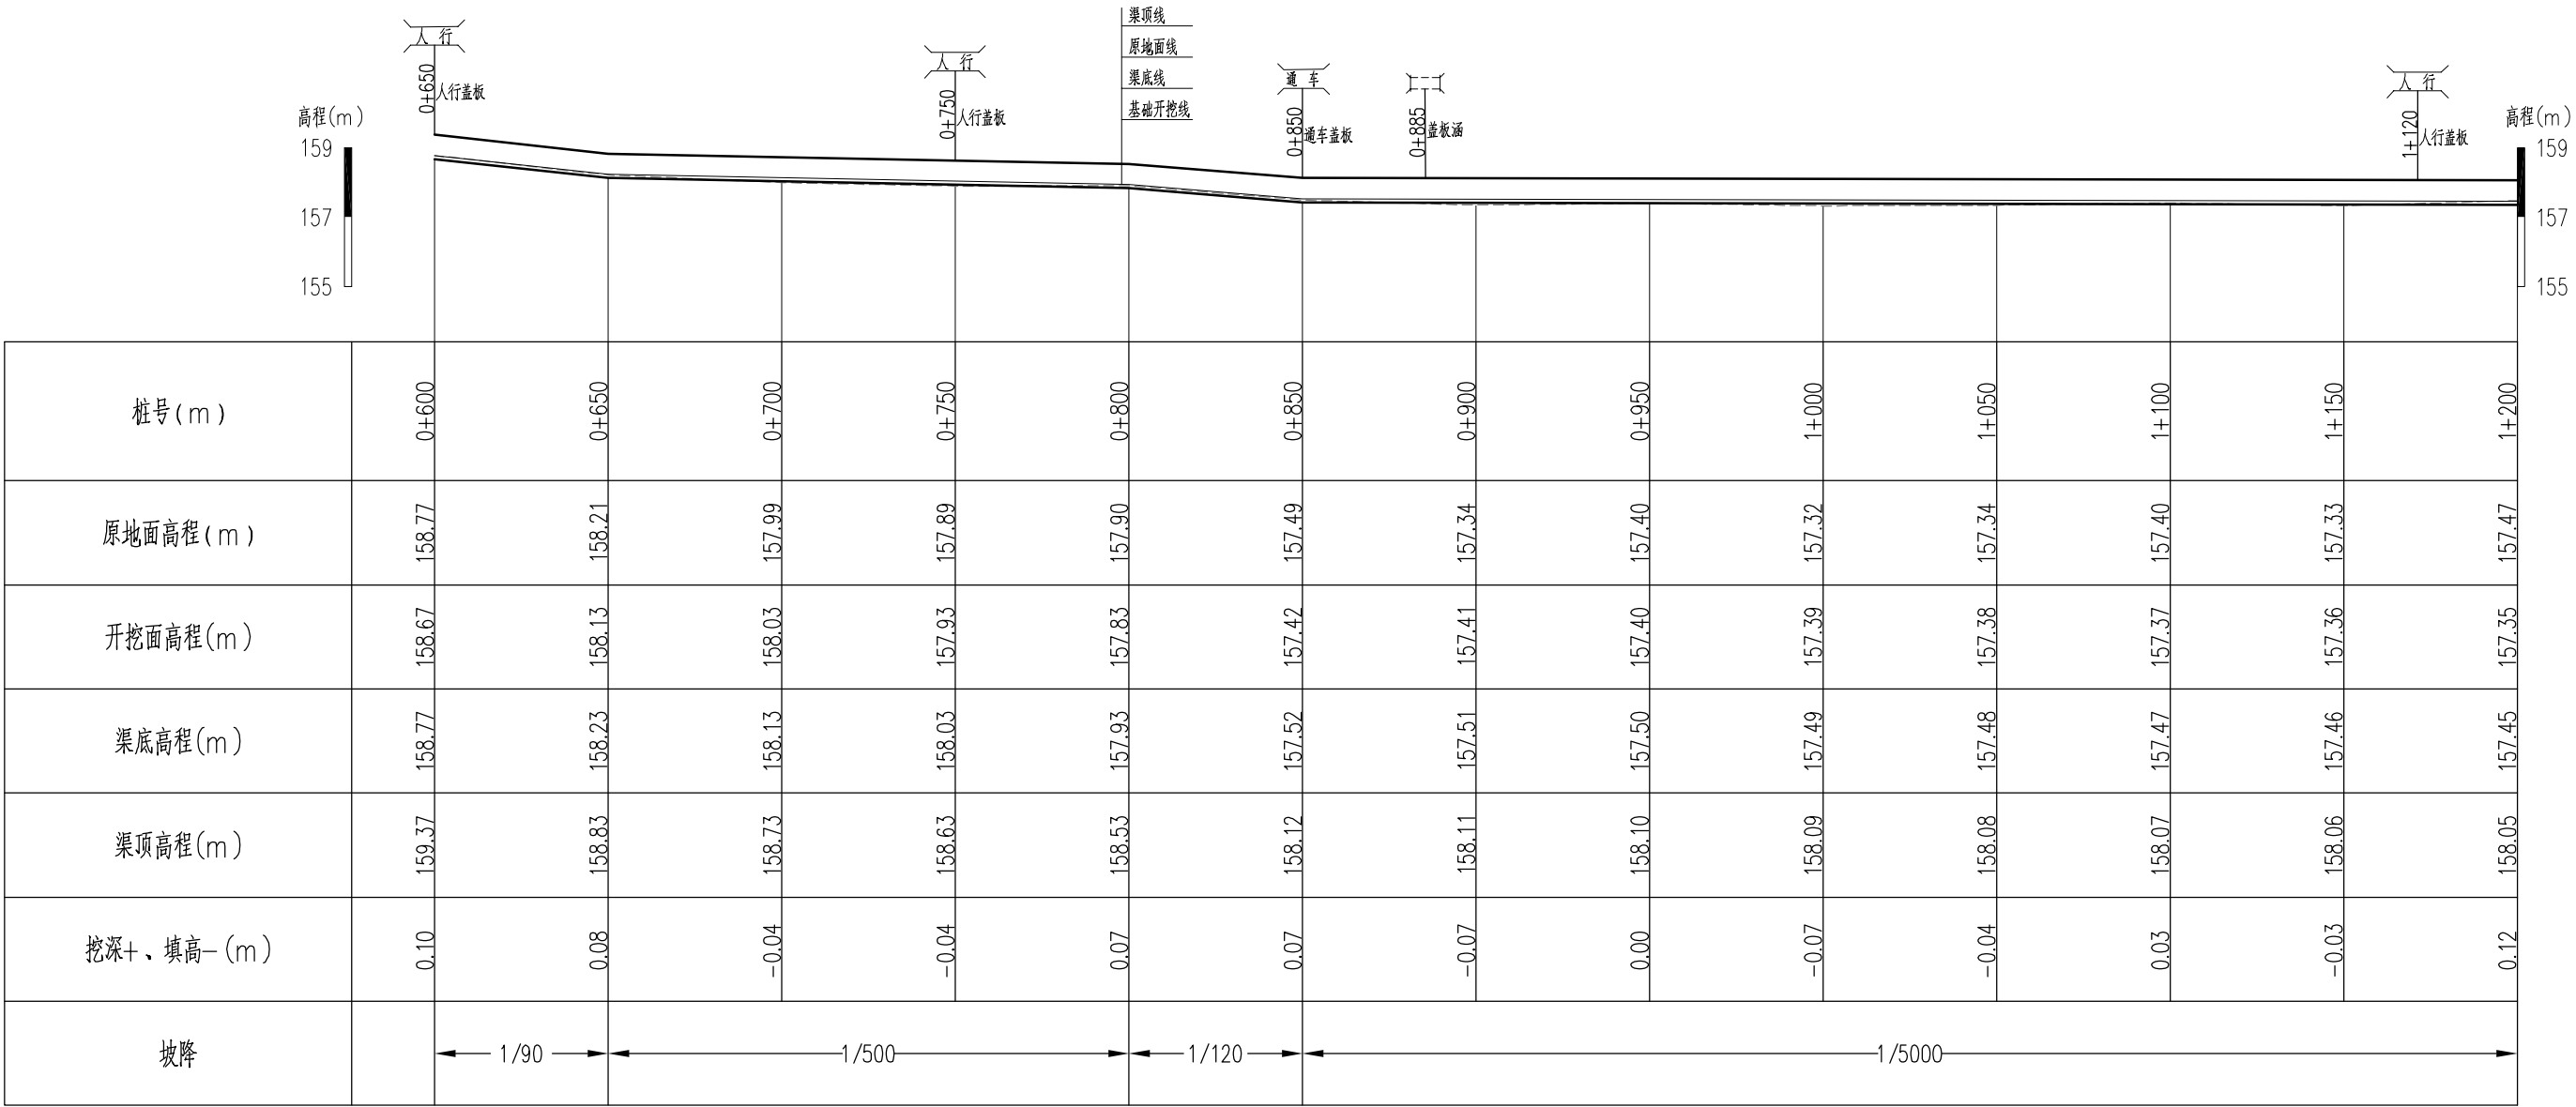 人 行
0+650
人行盖板
人 行
0+750
人行盖板
渠顶线
原地面线
渠底线
基础开挖线
通 车
0+850
通车盖板
0+885
盖板涵
人 行
1+120
人行盖板
高程(m)
159
157
155
高程(m)
159
157
155
桩号(m) 0+600 0+650 0+700 0+750 0+800 0+850 0+900 0+950 1+000 1+050 1+100 1+150 1+200
原地面高程(m) 158.77 158.21 157.99 157.89 157.90 157.49 157.34 157.40 157.32 157.34 157.40 157.33 157.47
开挖面高程(m) 158.67 158.13 158.03 157.93 157.83 157.42 157.41 157.40 157.39 157.38 157.37 157.36 157.35
渠底高程(m) 158.77 158.23 158.13 158.03 157.93 157.52 157.51 157.50 157.49 157.48 157.47 157.46 157.45
渠顶高程(m) 159.37 158.83 158.73 158.63 158.53 158.12 158.11 158.10 158.09 158.08 158.07 158.06 158.05
挖深+、填高-(m) 0.10 0.08 -0.04 -0.04 0.07 0.07 -0.07 0.00 -0.07 -0.04 0.03 -0.03 0.12
坡降 1/90 1/500 1/120 1/5000